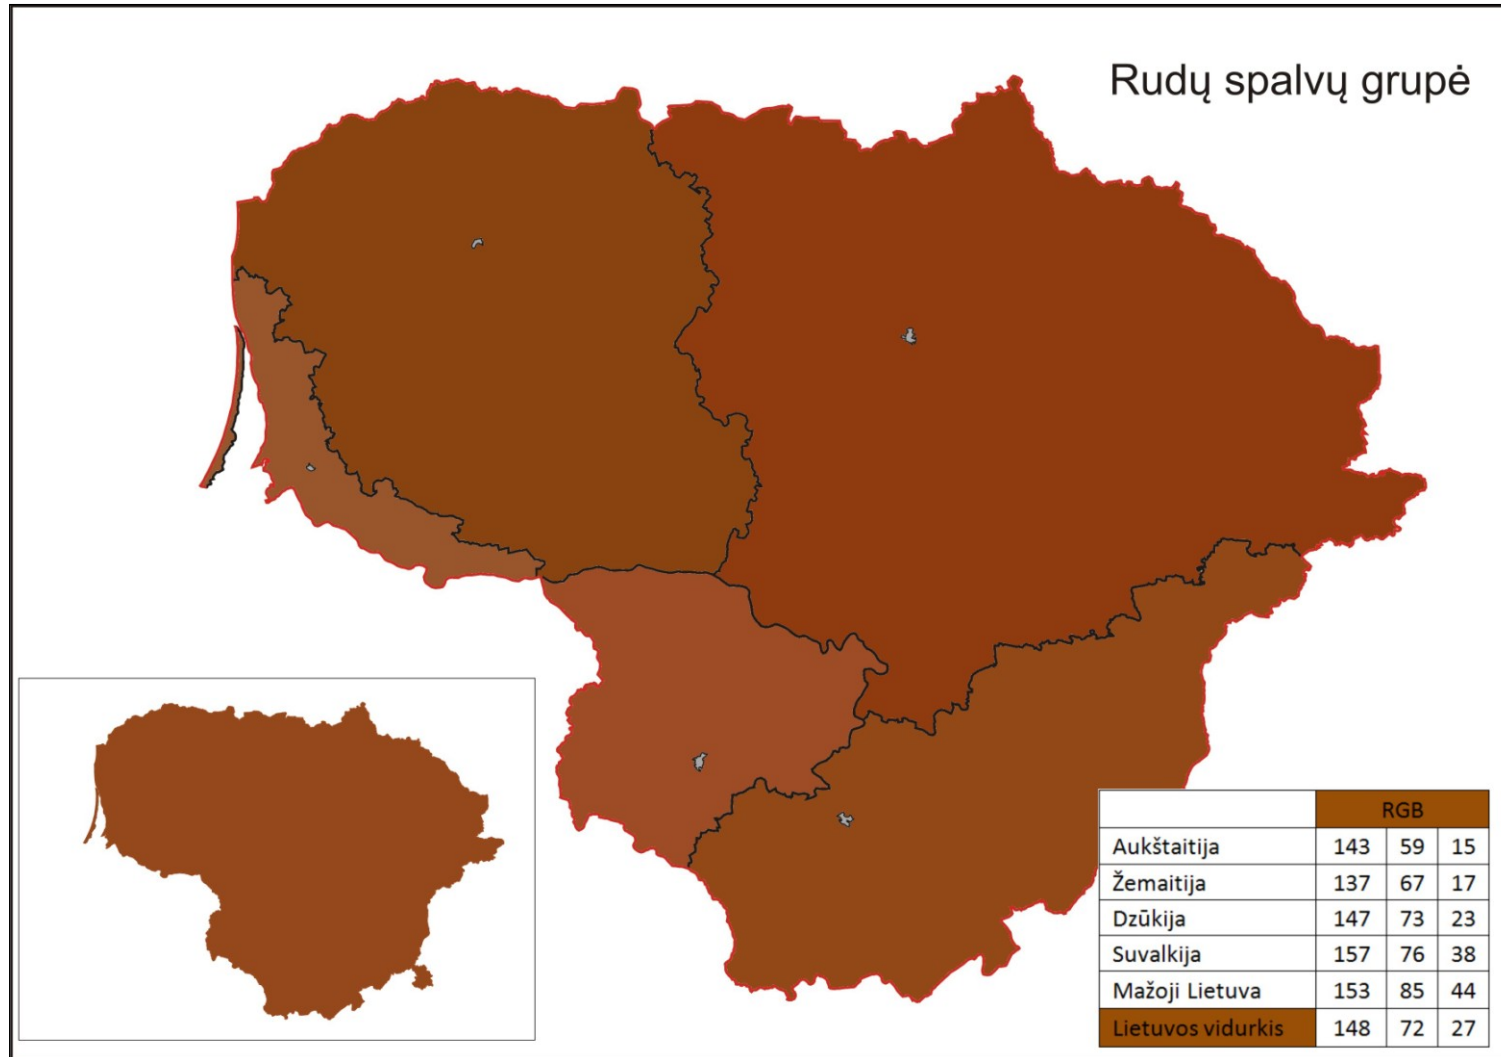 Rudų spalvų grupė
RGB
Aukštaitija 143 59 15
Žemaitija 137 67 17
Dzūkija 147 73 23
Suvalkija 157 76 38
Mažoji Lietuva 153 85 44
Lietuvos vidurkis 148 72 27